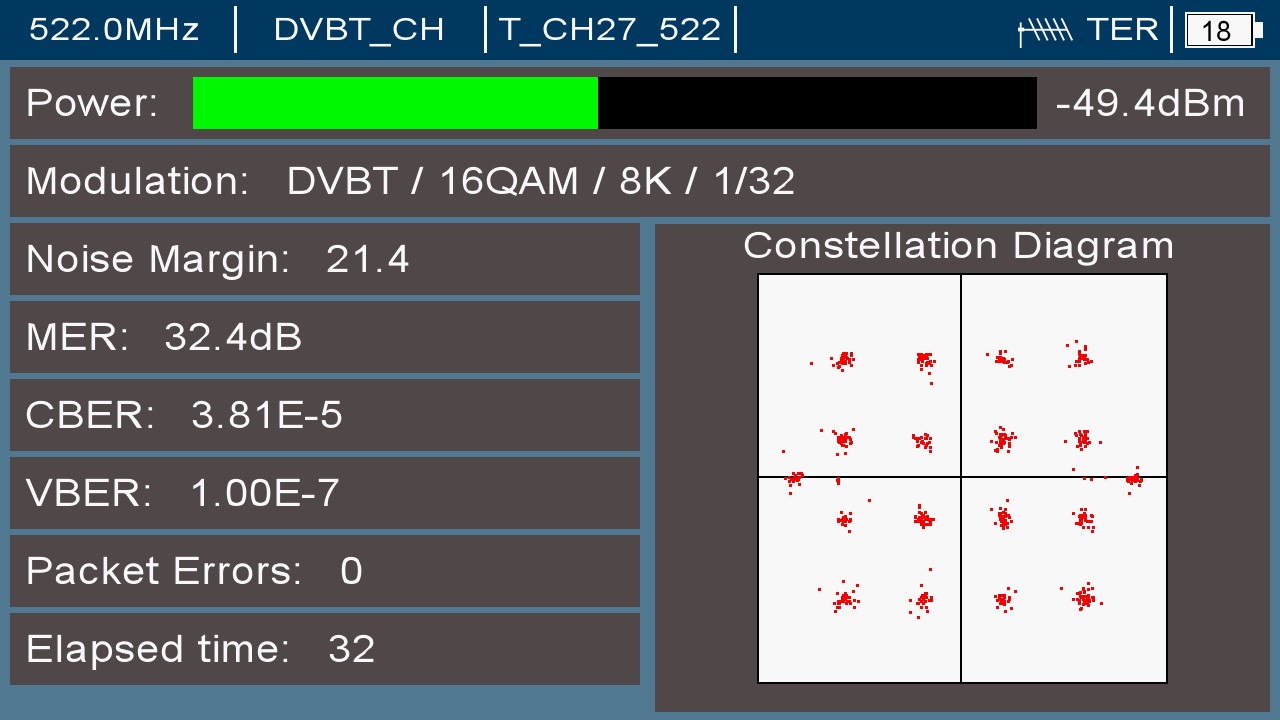 522.0MHz DVBT_CH T_CH27_522 TER 18
Power: -49.4dBm
Modulation: DVBT / 16QAM / 8K / 1/32
Noise Margin: 21.4
Constellation Diagram
MER: 32.4dB
CBER: 3.81E-5
VBER: 1.00E-7
Packet Errors: 0
Elapsed time: 32